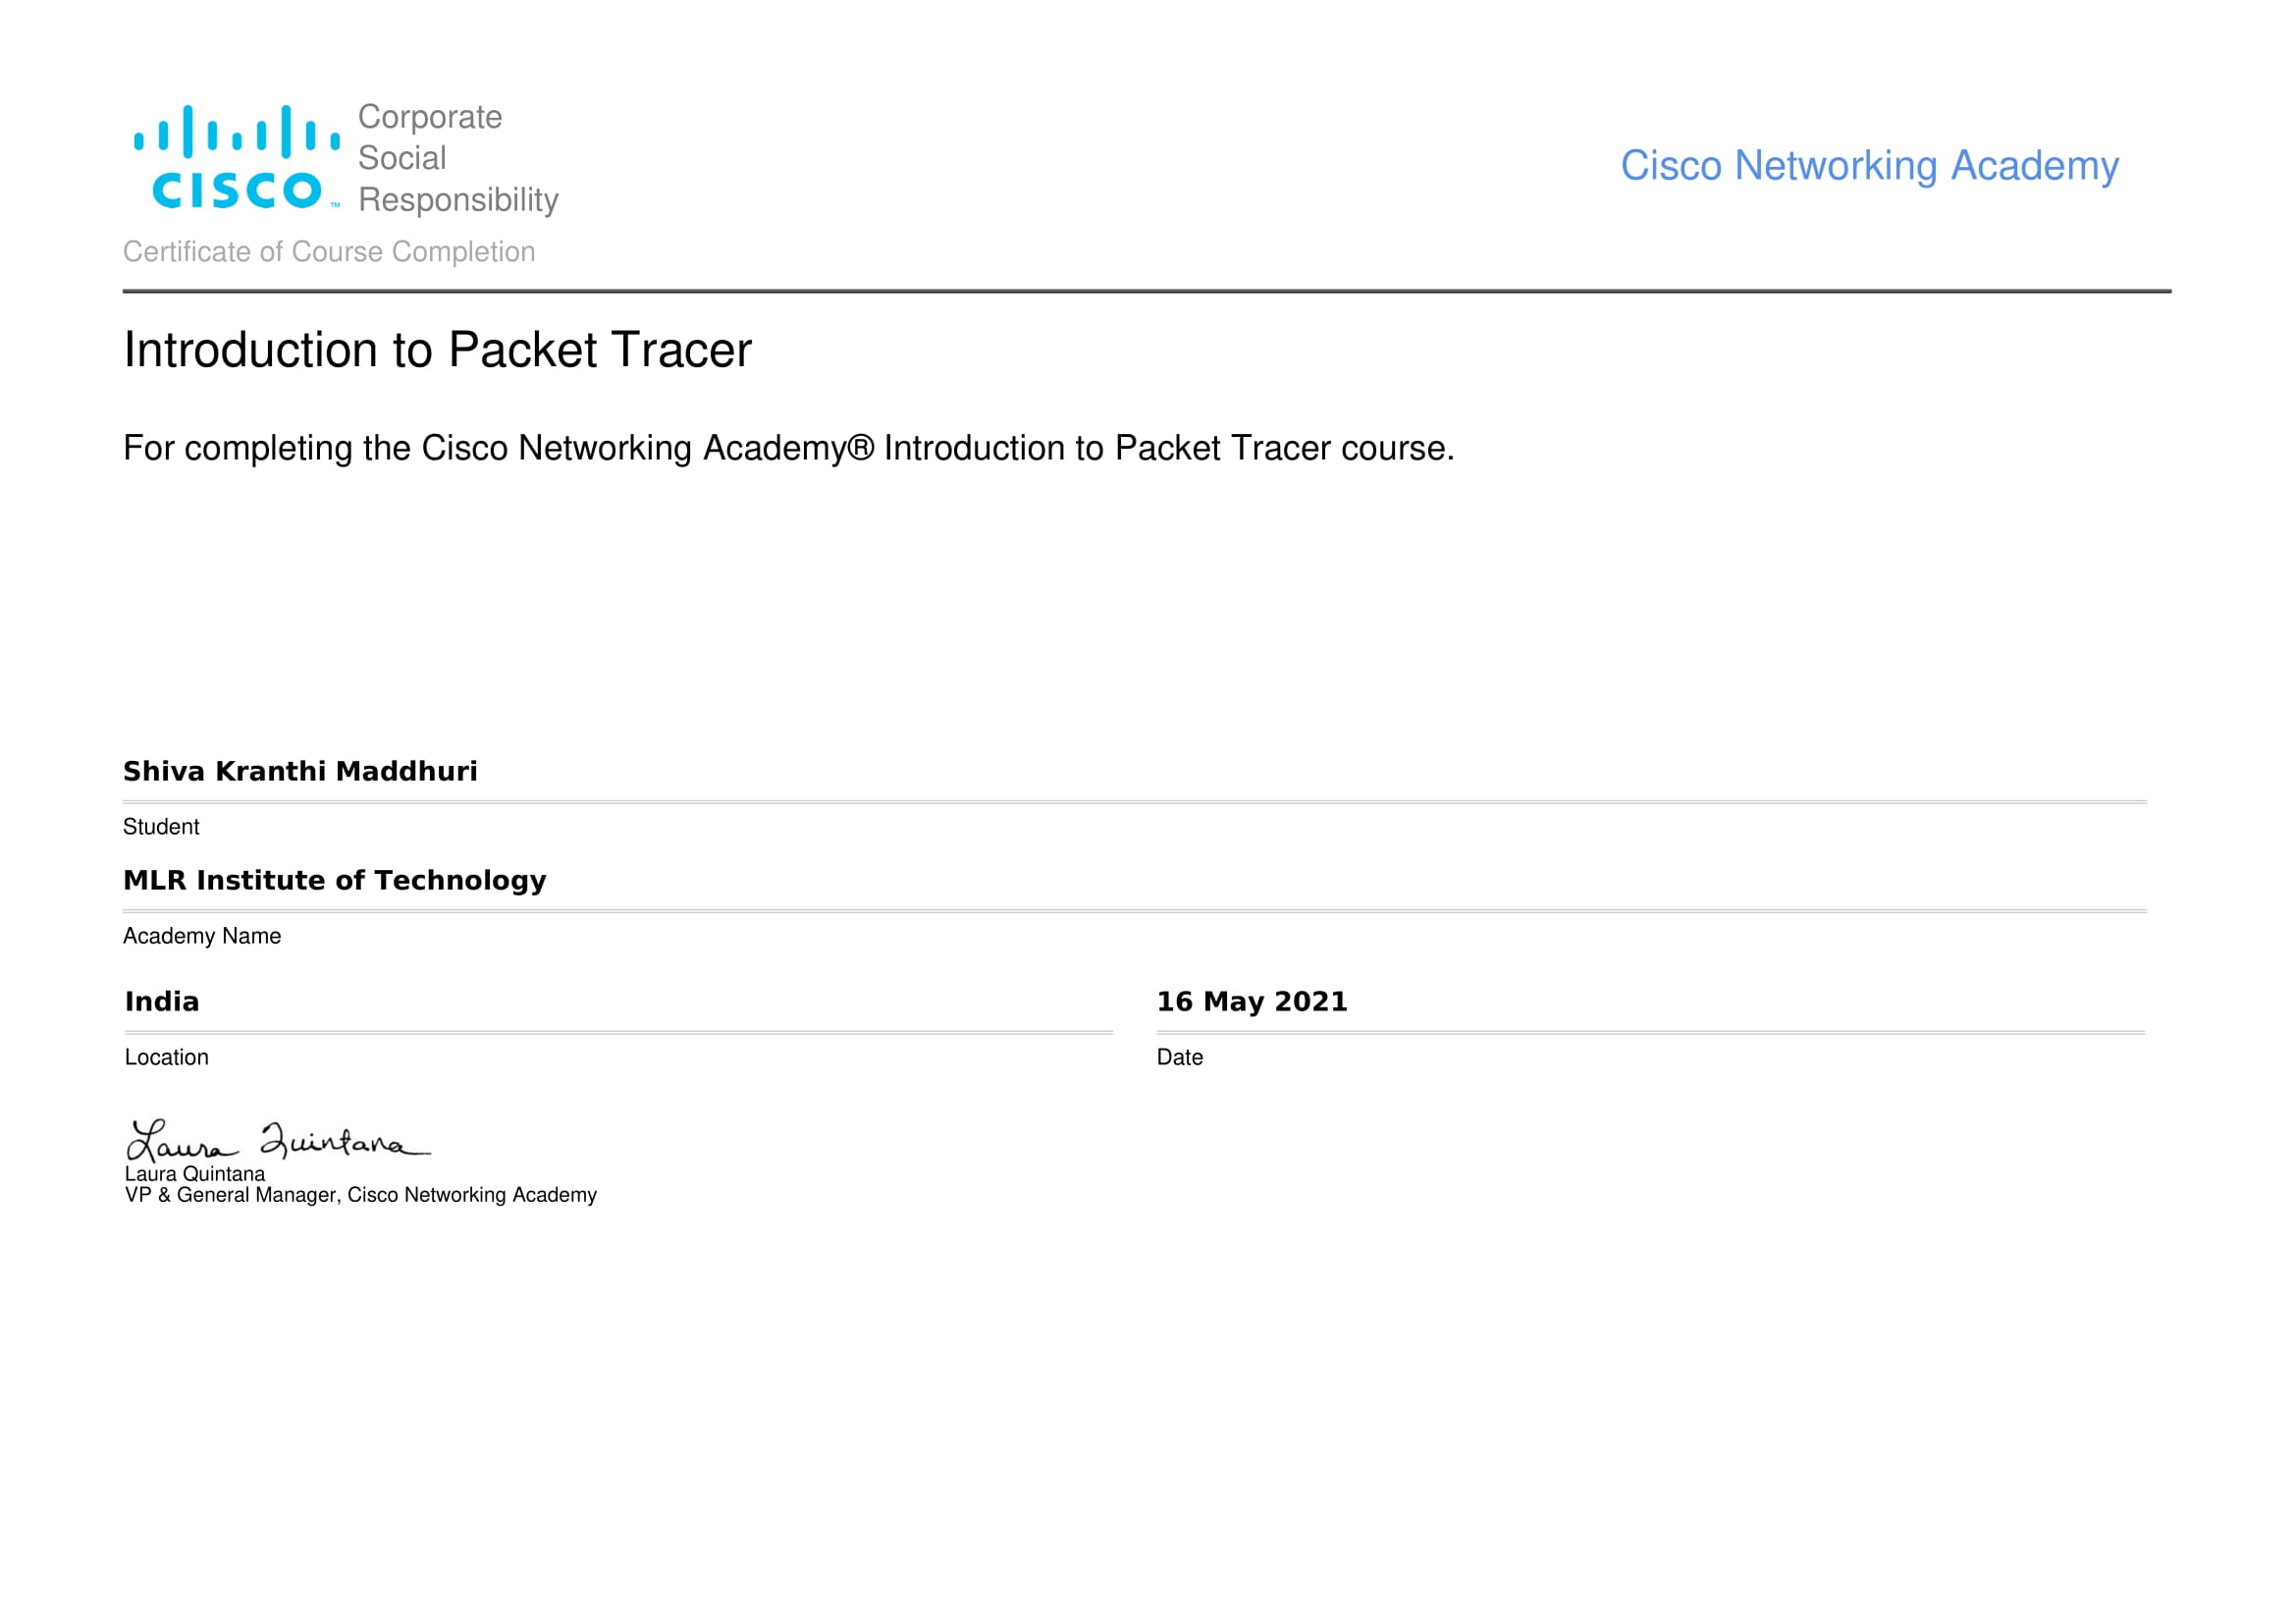 Corporate
Social
Responsibility
CISCO™
Cisco Networking Academy
Certificate of Course Completion
Introduction to Packet Tracer
For completing the Cisco Networking Academy® Introduction to Packet Tracer course.
Shiva Kranthi Maddhuri
Student
MLR Institute of Technology
Academy Name
India
Location
16 May 2021
Date
Laura Quintana
Laura Quintana
VP & General Manager, Cisco Networking Academy